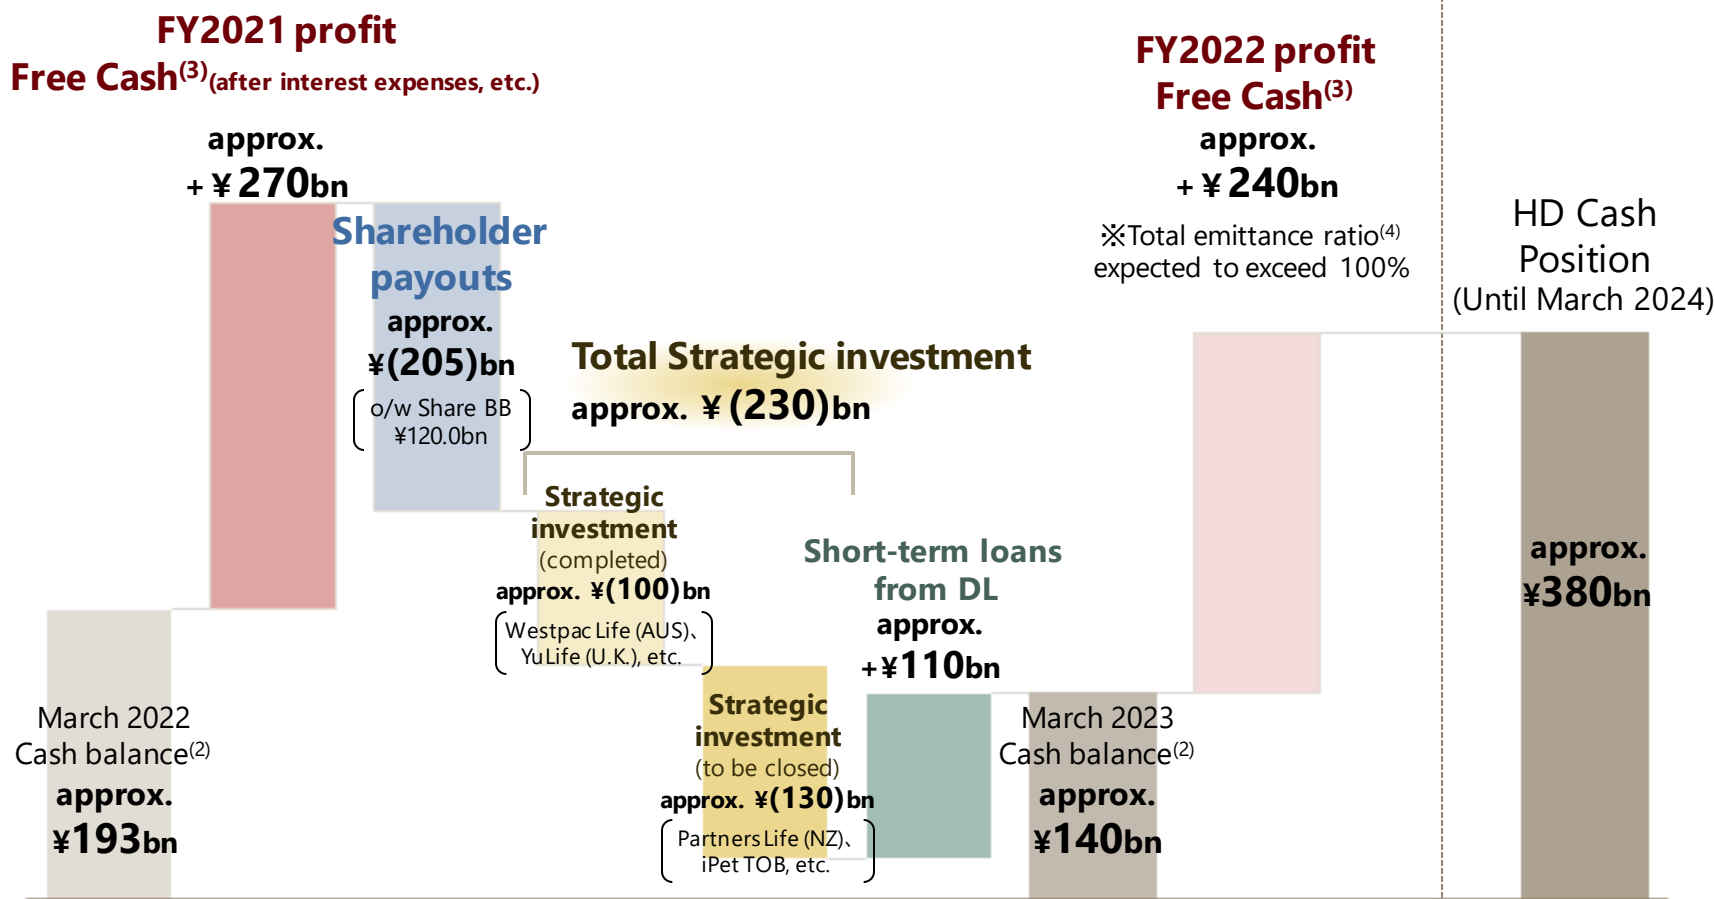 FY2021 profit
Free Cash(3)(after interest expenses, etc.)
approx.
+ ¥ 270bn
Shareholder
payouts
approx.
¥(205)bn
o/w Share BB
¥120.0bn
Total Strategic investment
approx. ¥ (230)bn
Strategic
investment
(completed)
approx. ¥(100)bn
Westpac Life (AUS)、
YuLife (U.K.), etc.
Strategic
investment
(to be closed)
approx. ¥(130)bn
Partners Life (NZ)、
iPet TOB, etc.
Short-term loans
from DL
approx.
+¥110bn
March 2022
Cash balance(2)
approx.
¥193bn
March 2023
Cash balance(2)
approx.
¥140bn
FY2022 profit
Free Cash(3)
approx.
+ ¥ 240bn
※Total emittance ratio(4)
expected to exceed 100%
HD Cash
Position
(Until March 2024)
approx.
¥380bn